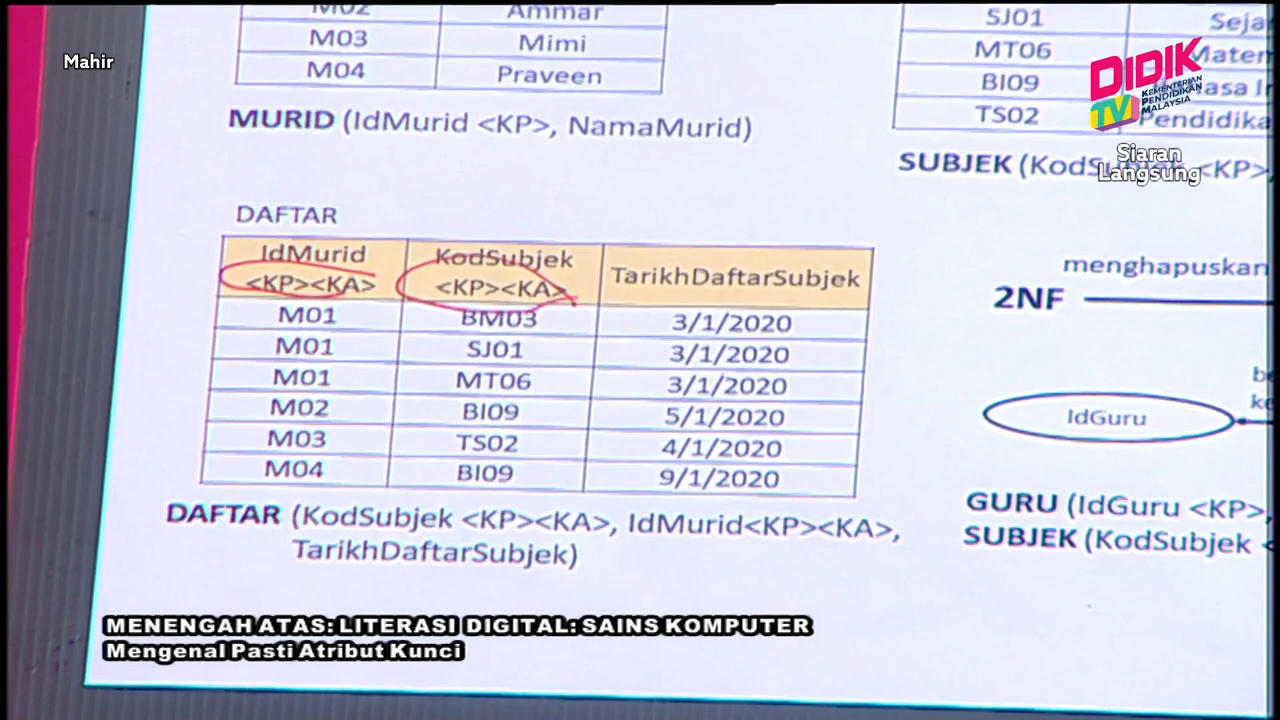 Mahir
M02 Ammar
M03 Mimi
M04 Praveen
MURID (IdMurid <KP>, NamaMurid)
SJ01
MT06
BI09
TS02
SUBJEK (KodSubjek <KP>,
DIDIK
TV
KEMENTERIAN
PENDIDIKAN
MALAYSIA
Siaran
Langsung
DAFTAR
IdMurid <KP><KA> KodSubjek <KP><KA> TarikhDaftarSubjek
M01 BM03 3/1/2020
M01 SJ01 3/1/2020
M01 MT06 3/1/2020
M02 BI09 5/1/2020
M03 TS02 4/1/2020
M04 BI09 9/1/2020
DAFTAR (KodSubjek <KP><KA>, IdMurid<KP><KA>,
TarikhDaftarSubjek)
menghapuskan
2NF
IdGuru
GURU (IdGuru <KP>,
SUBJEK (KodSubjek
MENENGAH ATAS: LITERASI DIGITAL: SAINS KOMPUTER
Mengenal Pasti Atribut Kunci